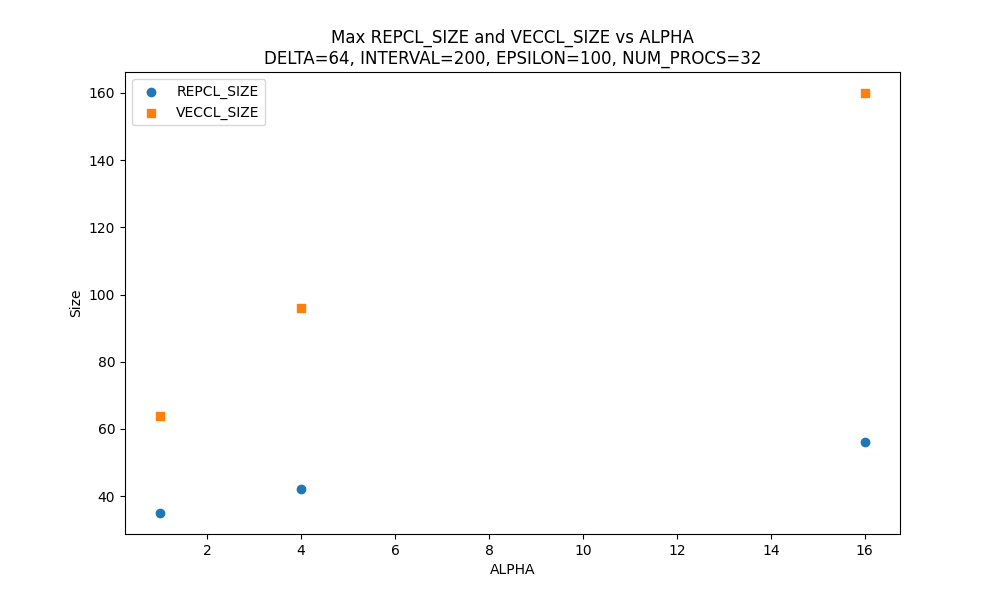 Max REPCL_SIZE and VECCL_SIZE vs ALPHA
DELTA=64, INTERVAL=200, EPSILON=100, NUM_PROCS=32
REPCL_SIZE
VECCL_SIZE
160
140
120
100
80
60
40
Size
2 4 6 8 10 12 14 16
ALPHA